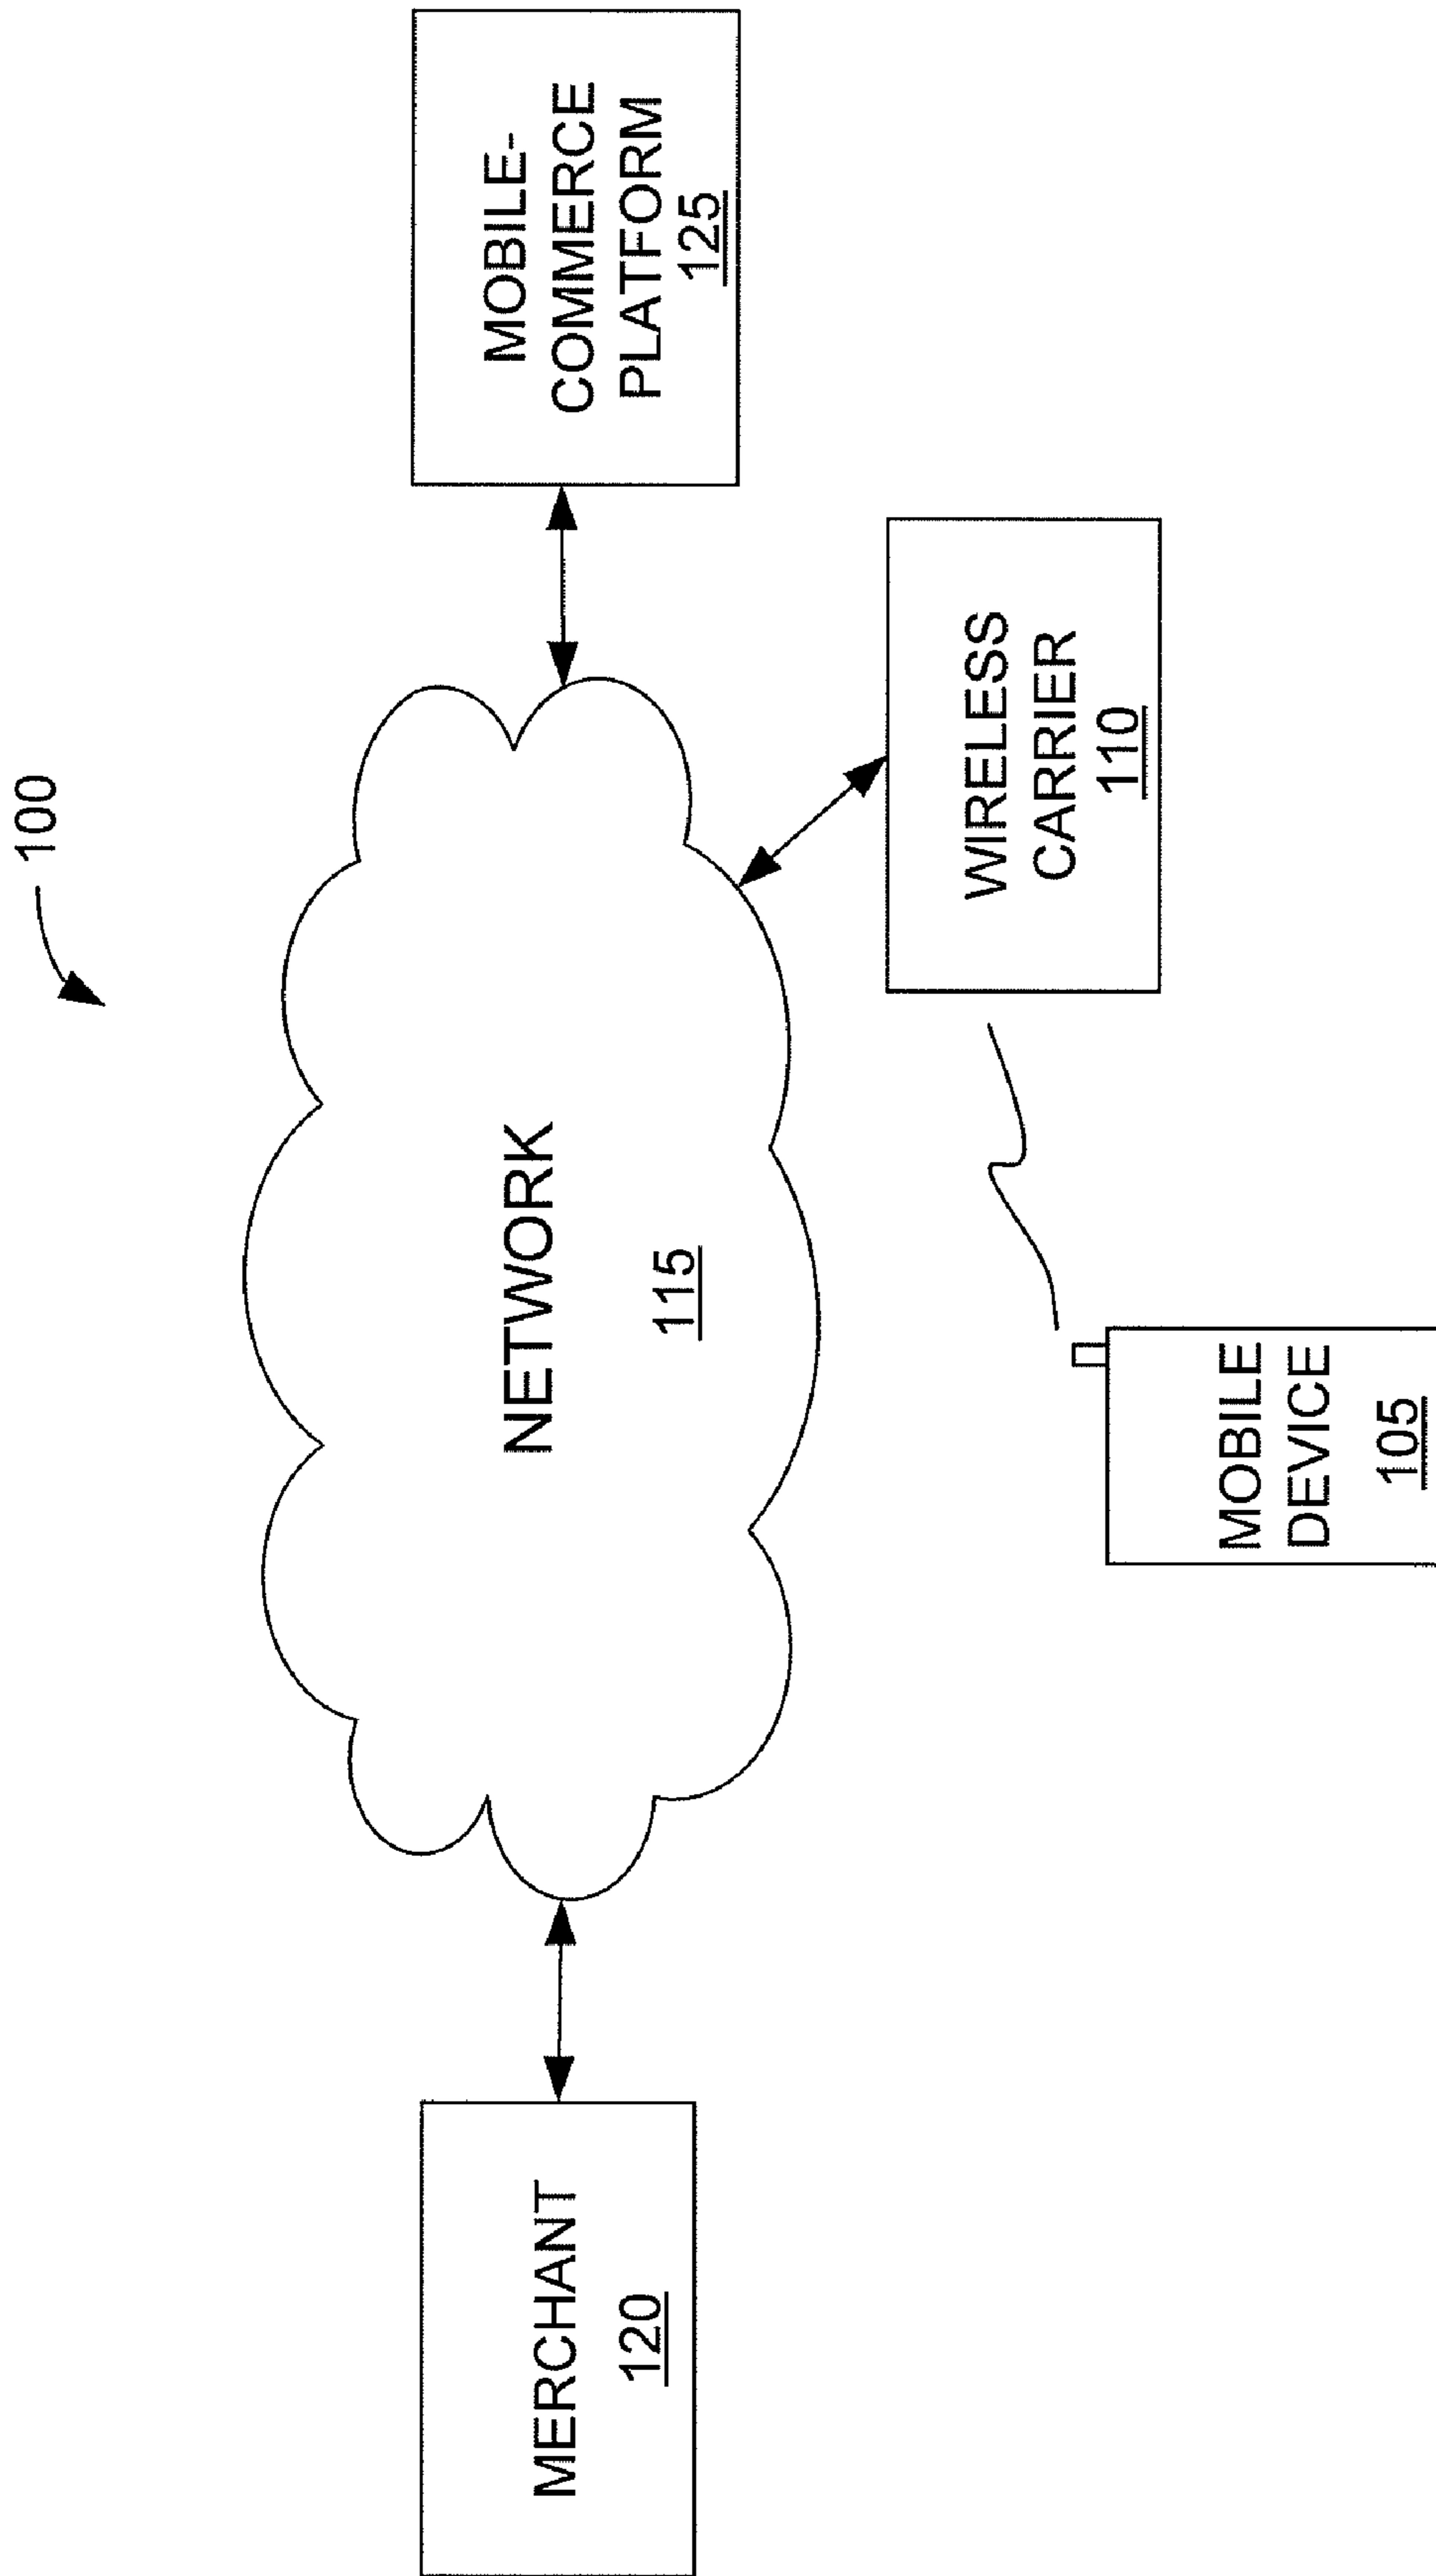 100
MERCHANT
120
NETWORK
115
MOBILE-
COMMERCE
PLATFORM
125
WIRELESS
CARRIER
110
MOBILE
DEVICE
105